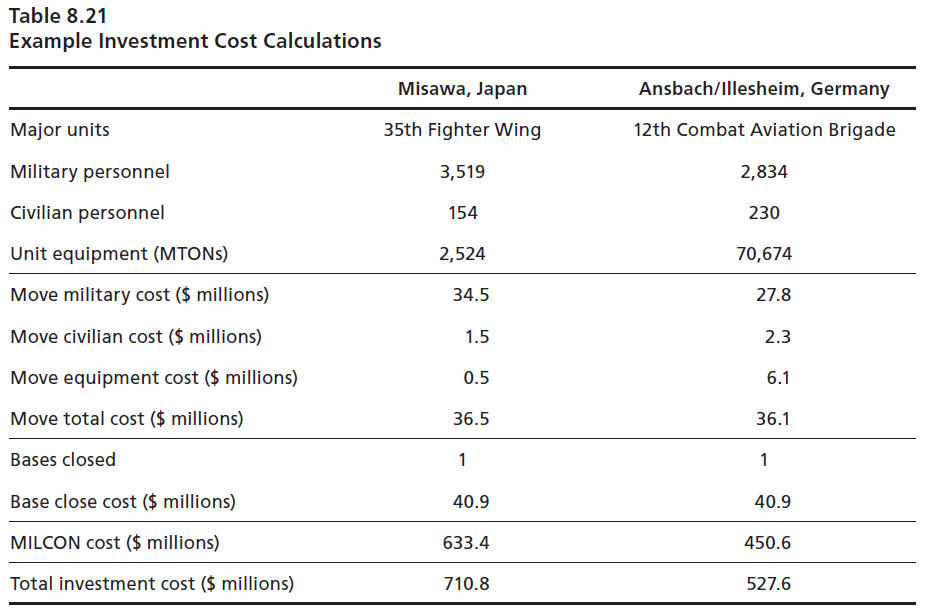 Table 8.21
Example Investment Cost Calculations
Misawa, Japan Ansbach/Illesheim, Germany
Major units 35th Fighter Wing 12th Combat Aviation Brigade
Military personnel 3,519 2,834
Civilian personnel 154 230
Unit equipment (MTONs) 2,524 70,674
Move military cost ($ millions) 34.5 27.8
Move civilian cost ($ millions) 1.5 2.3
Move equipment cost ($ millions) 0.5 6.1
Move total cost ($ millions) 36.5 36.1
Bases closed 1 1
Base close cost ($ millions) 40.9 40.9
MILCON cost ($ millions) 633.4 450.6
Total investment cost ($ millions) 710.8 527.6